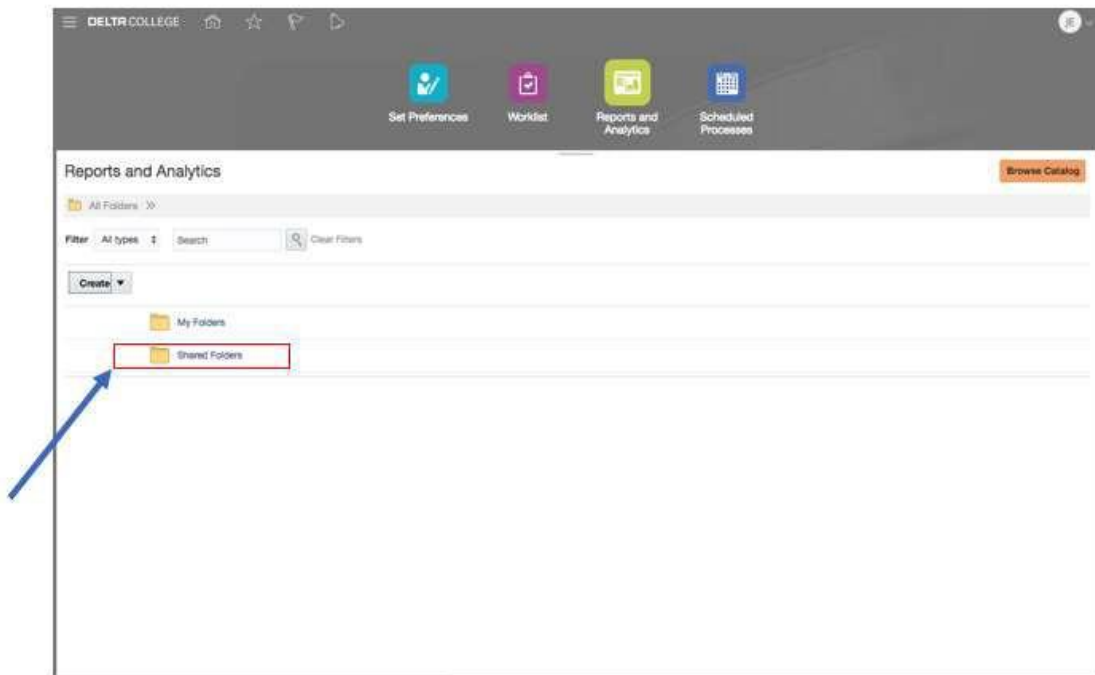 DELTA COLLEGE
JE
Set Preferences
Worklist
Reports and Analytics
Scheduled Processes
Reports and Analytics
Browse Catalog
All Folders »
Filter All types Search Clear Filters
Create
My Folders
Shared Folders